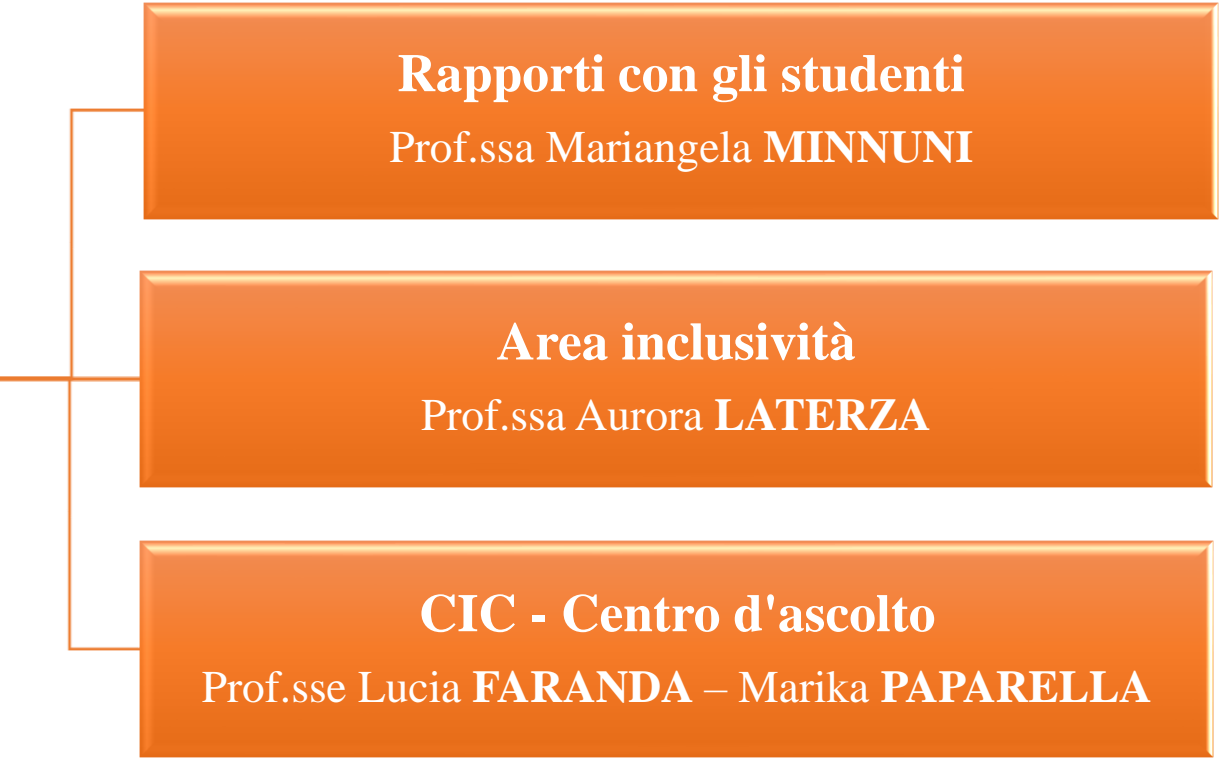 Rapporti con gli studenti
Prof.ssa Mariangela MINNUNI
Area inclusività
Prof.ssa Aurora LATERZA
CIC - Centro d'ascolto
Prof.sse Lucia FARANDA – Marika PAPARELLA